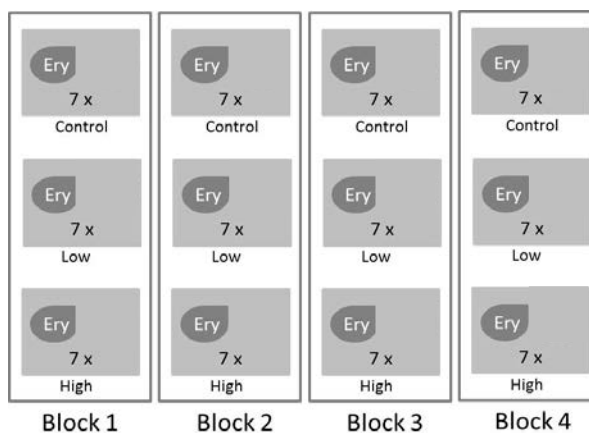 Ery
7 x
Control
Ery
7 x
Low
Ery
7 x
High
Block 1
Ery
7 x
Control
Ery
7 x
Low
Ery
7 x
High
Block 2
Ery
7 x
Control
Ery
7 x
Low
Ery
7 x
High
Block 3
Ery
7 x
Control
Ery
7 x
Low
Ery
7 x
High
Block 4